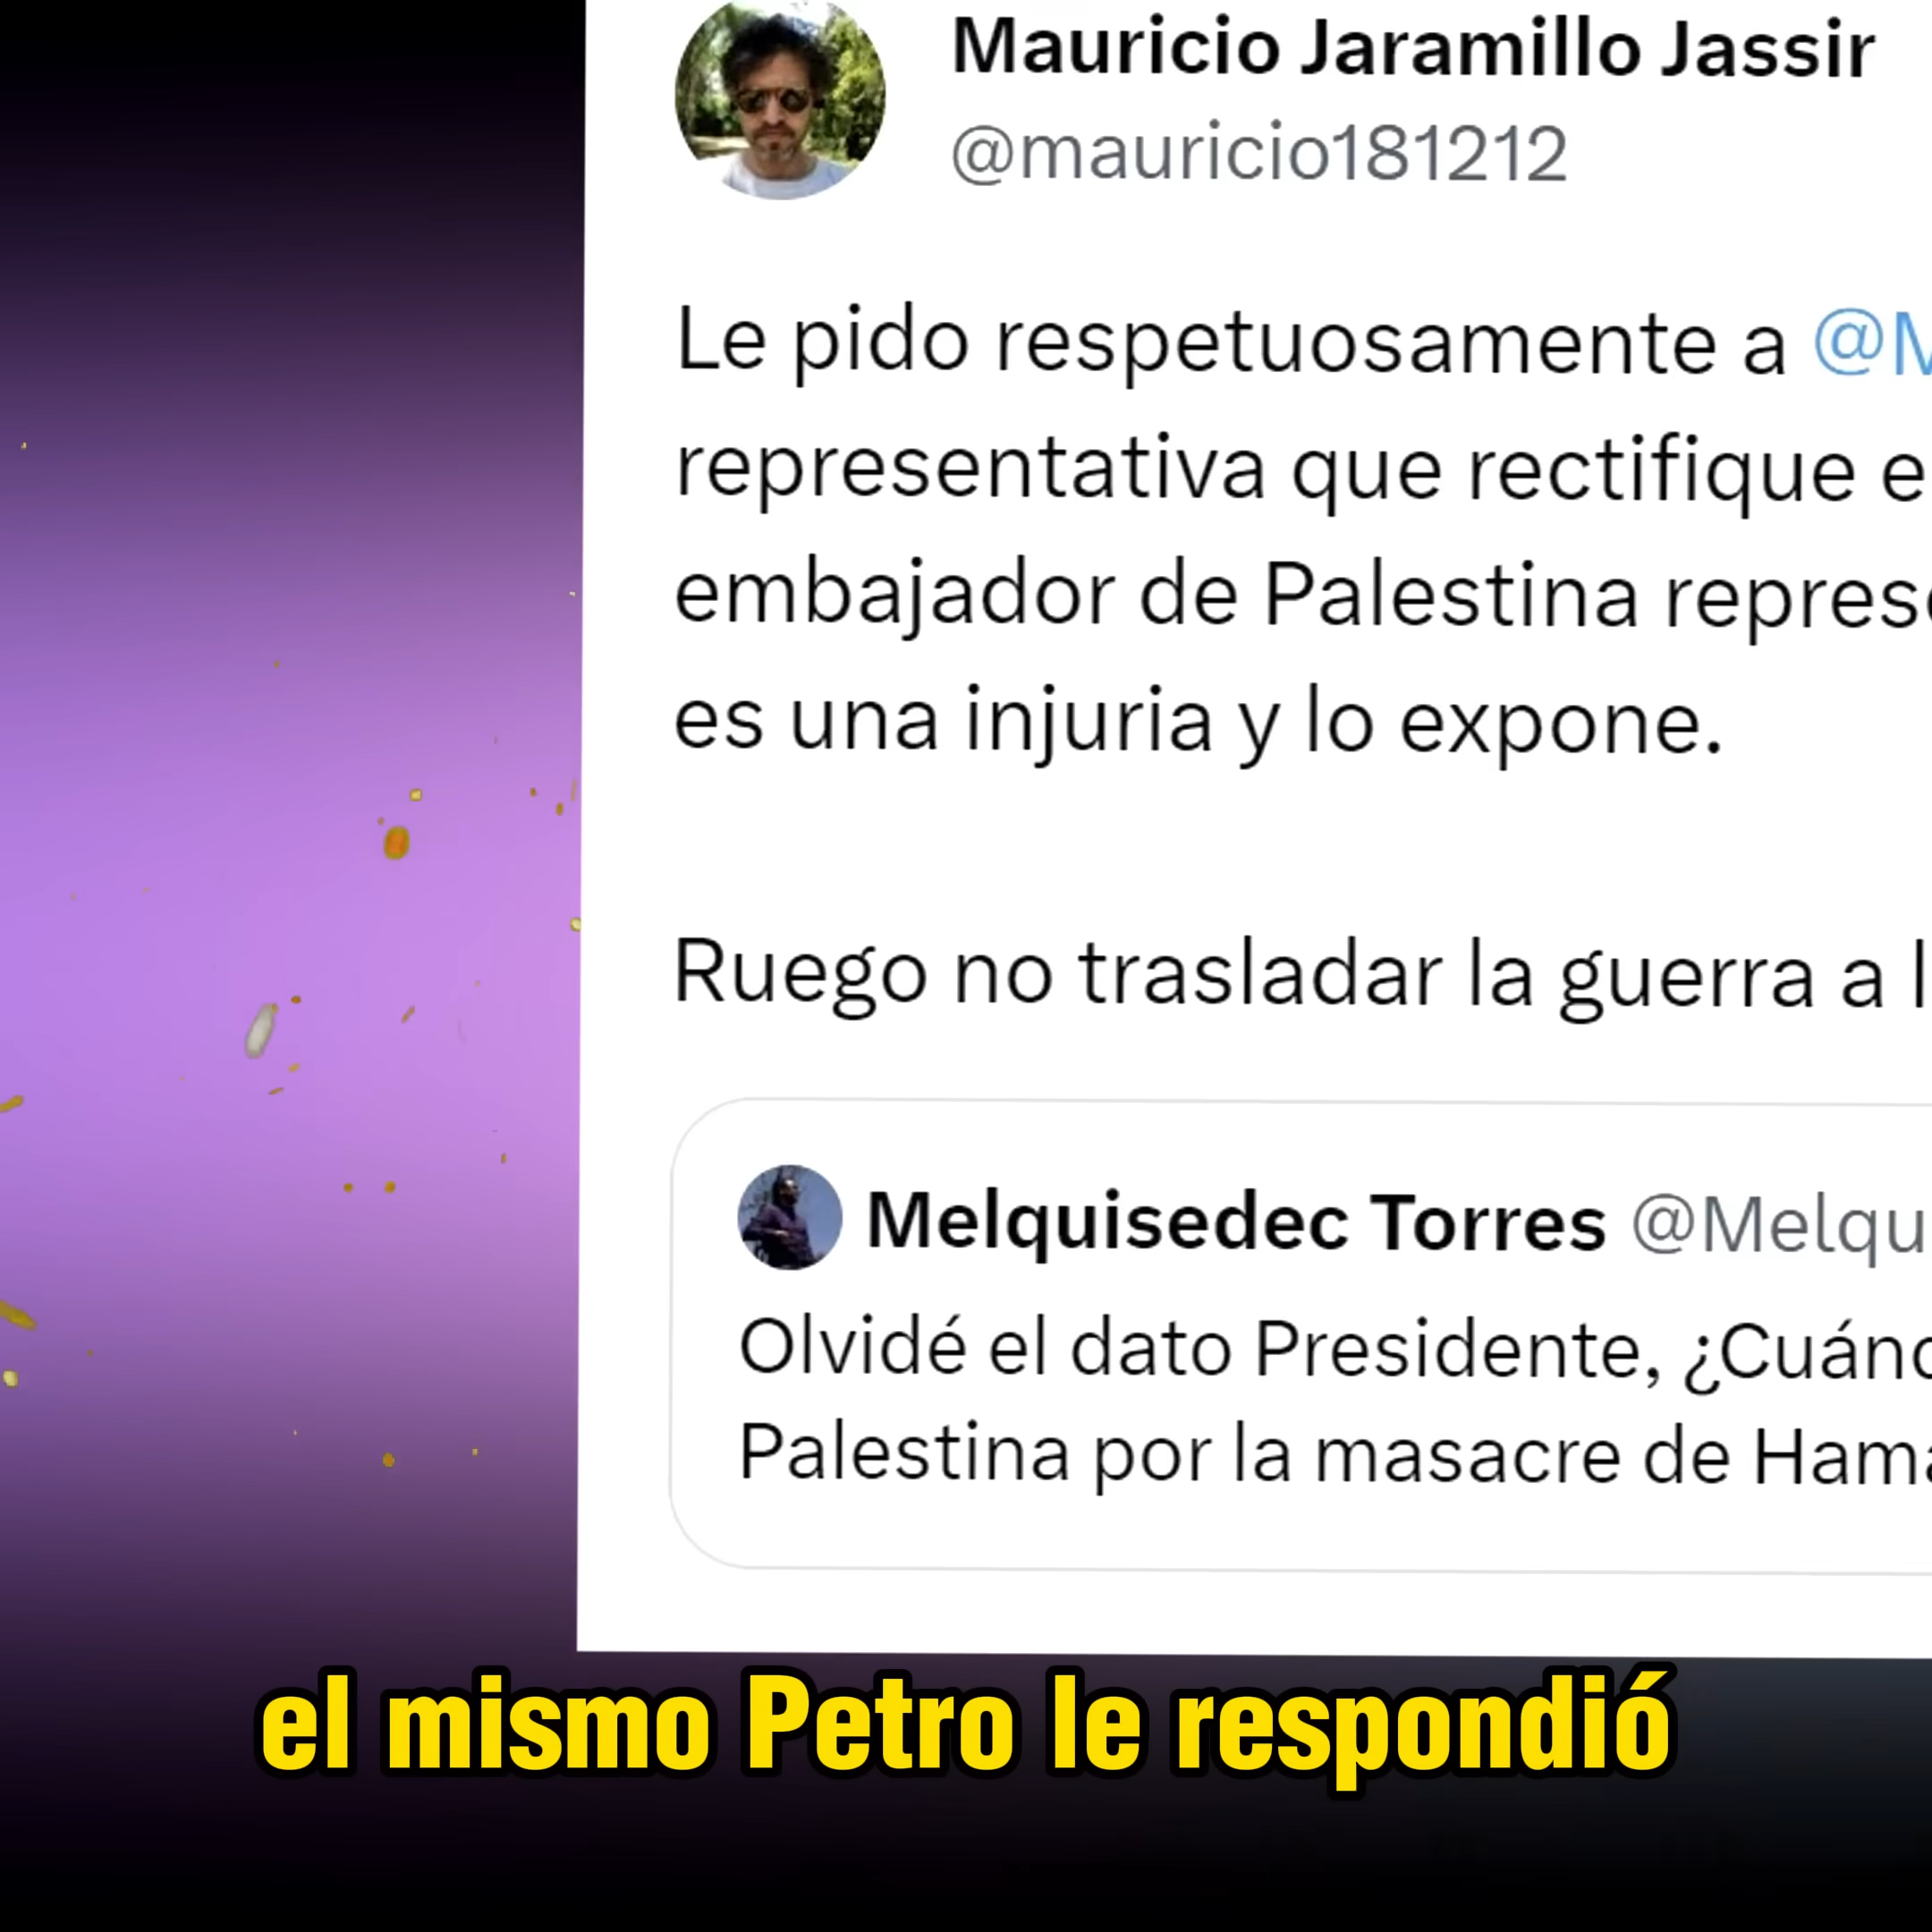 Mauricio Jaramillo Jassir
@mauricio181212
Le pido respetuosamente a
representativa que rectifique
embajador de Palestina
es una injuria y lo expone.
Ruego no trasladar la guerra a
Melquisedec Torres
Olvidé el dato Presidente,
Palestina por la masacre de
el mismo Petro le respondió